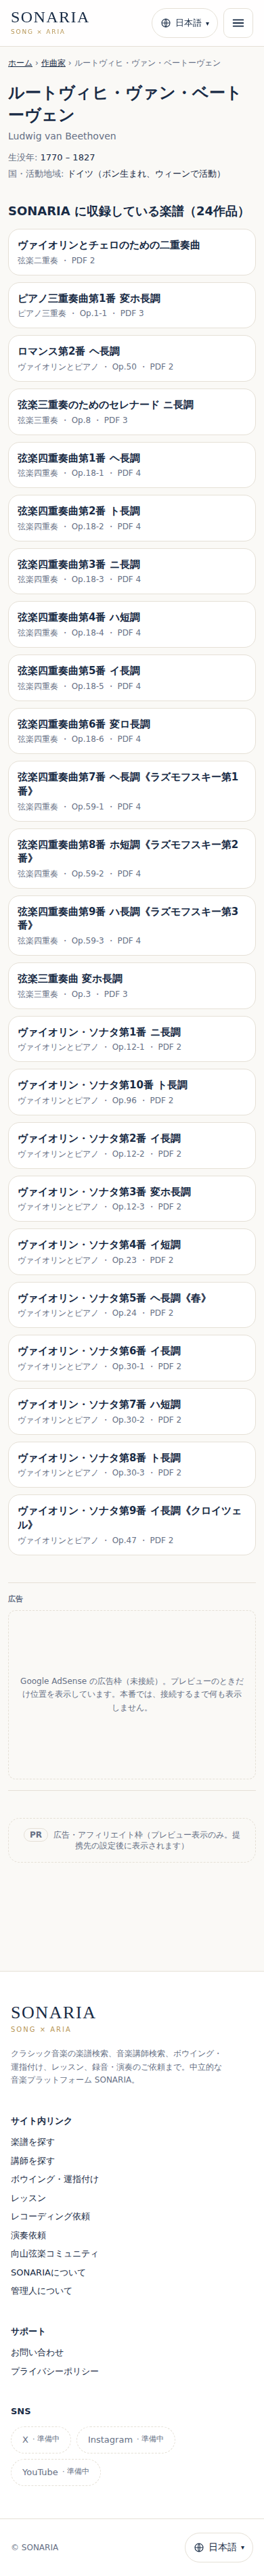 SONARIA
SONG × ARIA
日本語 ▾
ホーム › 作曲家 › ルートヴィヒ・ヴァン・ベートーヴェン
ルートヴィヒ・ヴァン・ベート
ーヴェン
Ludwig van Beethoven
生没年: 1770 – 1827
国・活動地域: ドイツ（ボン生まれ、ウィーンで活動）
SONARIA に収録している楽譜（24作品）
ヴァイオリンとチェロのための二重奏曲
弦楽二重奏 ・ PDF 2
ピアノ三重奏曲第1番 変ホ長調
ピアノ三重奏 ・ Op.1-1 ・ PDF 3
ロマンス第2番 ヘ長調
ヴァイオリンとピアノ ・ Op.50 ・ PDF 2
弦楽三重奏のためのセレナード ニ長調
弦楽三重奏 ・ Op.8 ・ PDF 3
弦楽四重奏曲第1番 ヘ長調
弦楽四重奏 ・ Op.18-1 ・ PDF 4
弦楽四重奏曲第2番 ト長調
弦楽四重奏 ・ Op.18-2 ・ PDF 4
弦楽四重奏曲第3番 ニ長調
弦楽四重奏 ・ Op.18-3 ・ PDF 4
弦楽四重奏曲第4番 ハ短調
弦楽四重奏 ・ Op.18-4 ・ PDF 4
弦楽四重奏曲第5番 イ長調
弦楽四重奏 ・ Op.18-5 ・ PDF 4
弦楽四重奏曲第6番 変ロ長調
弦楽四重奏 ・ Op.18-6 ・ PDF 4
弦楽四重奏曲第7番 ヘ長調《ラズモフスキー第1
番》
弦楽四重奏 ・ Op.59-1 ・ PDF 4
弦楽四重奏曲第8番 ホ短調《ラズモフスキー第2
番》
弦楽四重奏 ・ Op.59-2 ・ PDF 4
弦楽四重奏曲第9番 ハ長調《ラズモフスキー第3
番》
弦楽四重奏 ・ Op.59-3 ・ PDF 4
弦楽三重奏曲 変ホ長調
弦楽三重奏 ・ Op.3 ・ PDF 3
ヴァイオリン・ソナタ第1番 ニ長調
ヴァイオリンとピアノ ・ Op.12-1 ・ PDF 2
ヴァイオリン・ソナタ第10番 ト長調
ヴァイオリンとピアノ ・ Op.96 ・ PDF 2
ヴァイオリン・ソナタ第2番 イ長調
ヴァイオリンとピアノ ・ Op.12-2 ・ PDF 2
ヴァイオリン・ソナタ第3番 変ホ長調
ヴァイオリンとピアノ ・ Op.12-3 ・ PDF 2
ヴァイオリン・ソナタ第4番 イ短調
ヴァイオリンとピアノ ・ Op.23 ・ PDF 2
ヴァイオリン・ソナタ第5番 ヘ長調《春》
ヴァイオリンとピアノ ・ Op.24 ・ PDF 2
ヴァイオリン・ソナタ第6番 イ長調
ヴァイオリンとピアノ ・ Op.30-1 ・ PDF 2
ヴァイオリン・ソナタ第7番 ハ短調
ヴァイオリンとピアノ ・ Op.30-2 ・ PDF 2
ヴァイオリン・ソナタ第8番 ト長調
ヴァイオリンとピアノ ・ Op.30-3 ・ PDF 2
ヴァイオリン・ソナタ第9番 イ長調《クロイツェ
ル》
ヴァイオリンとピアノ ・ Op.47 ・ PDF 2
広告
Google AdSense の広告枠（未接続）。プレビューのときだ
け位置を表示しています。本番では、接続するまで何も表示
しません。
PR 広告・アフィリエイト枠（プレビュー表示のみ。提
携先の設定後に表示されます）
SONARIA
SONG × ARIA
クラシック音楽の楽譜検索、音楽講師検索、ボウイング・
運指付け、レッスン、録音・演奏のご依頼まで。中立的な
音楽プラットフォーム SONARIA。
サイト内リンク
楽譜を探す
講師を探す
ボウイング・運指付け
レッスン
レコーディング依頼
演奏依頼
向山弦楽コミュニティ
SONARIAについて
管理人について
サポート
お問い合わせ
プライバシーポリシー
SNS
X · 準備中
Instagram · 準備中
YouTube · 準備中
© SONARIA
日本語 ▾